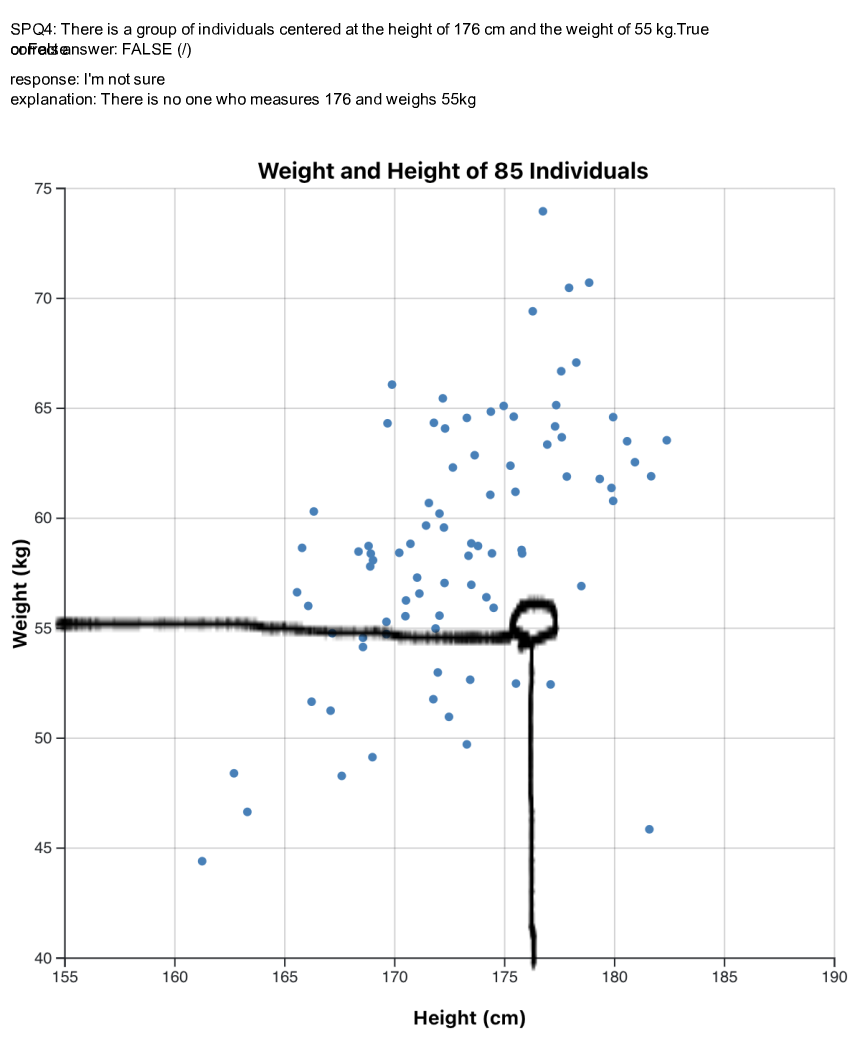 SPQ4: There is a group of individuals centered at the height of 176 cm and the weight of 55 kg.True
answer: FALSE (/)
response: I'm not sure
explanation: There is no one who measures 176 and weighs 55kg
Weight and Height of 85 Individuals
75
70
65
60
55
50
45
40
Weight (kg)
155 160 165 170 175 180 185 190
Height (cm)